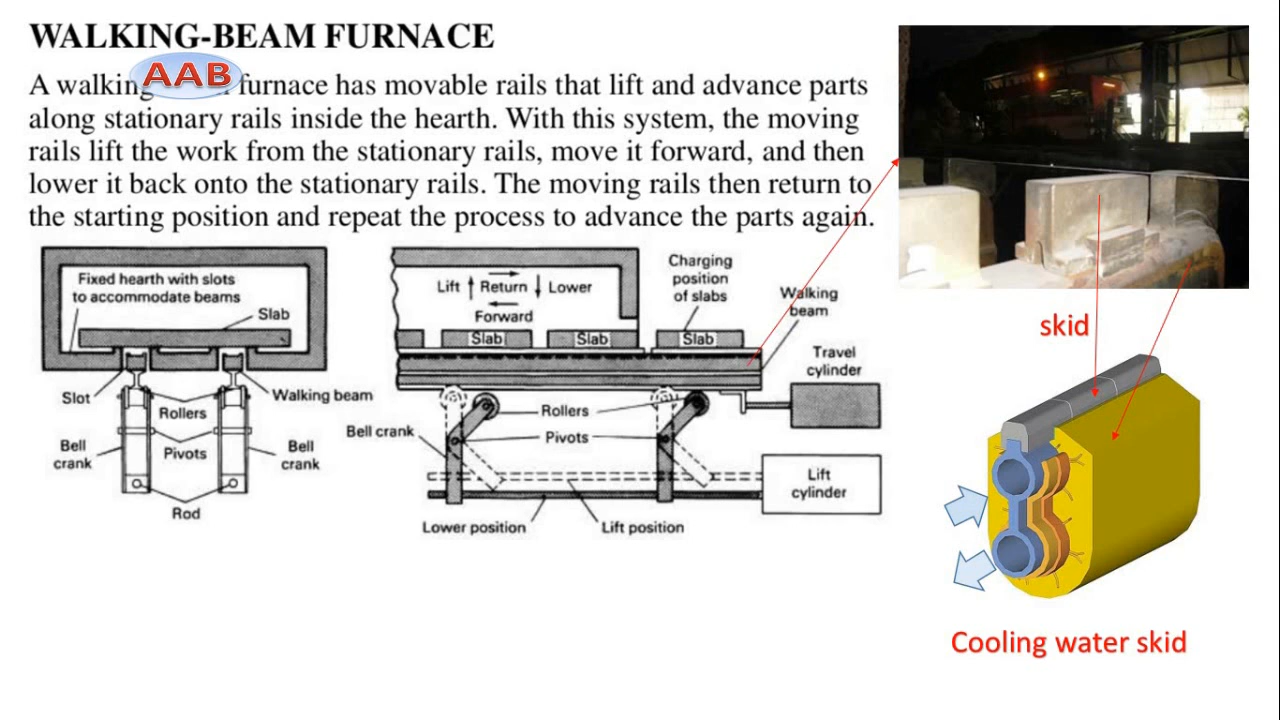 WALKING-BEAM FURNACE
AAB
A walking furnace has movable rails that lift and advance parts
along stationary rails inside the hearth. With this system, the moving
rails lift the work from the stationary rails, move it forward, and then
lower it back onto the stationary rails. The moving rails then return to
the starting position and repeat the process to advance the parts again.
Fixed hearth with slots
to accommodate beams
Slab
Slot
Walking beam
Rollers
Bell
crank
Pivots
Bell
crank
Rod
Lift
Return
Lower
Forward
Charging
position
of slabs
Slab
Slab
Slab
Walking
beam
Travel
cylinder
Rollers
Bell crank
Pivots
Lift
cylinder
Lower position
Lift position
skid
Cooling water skid